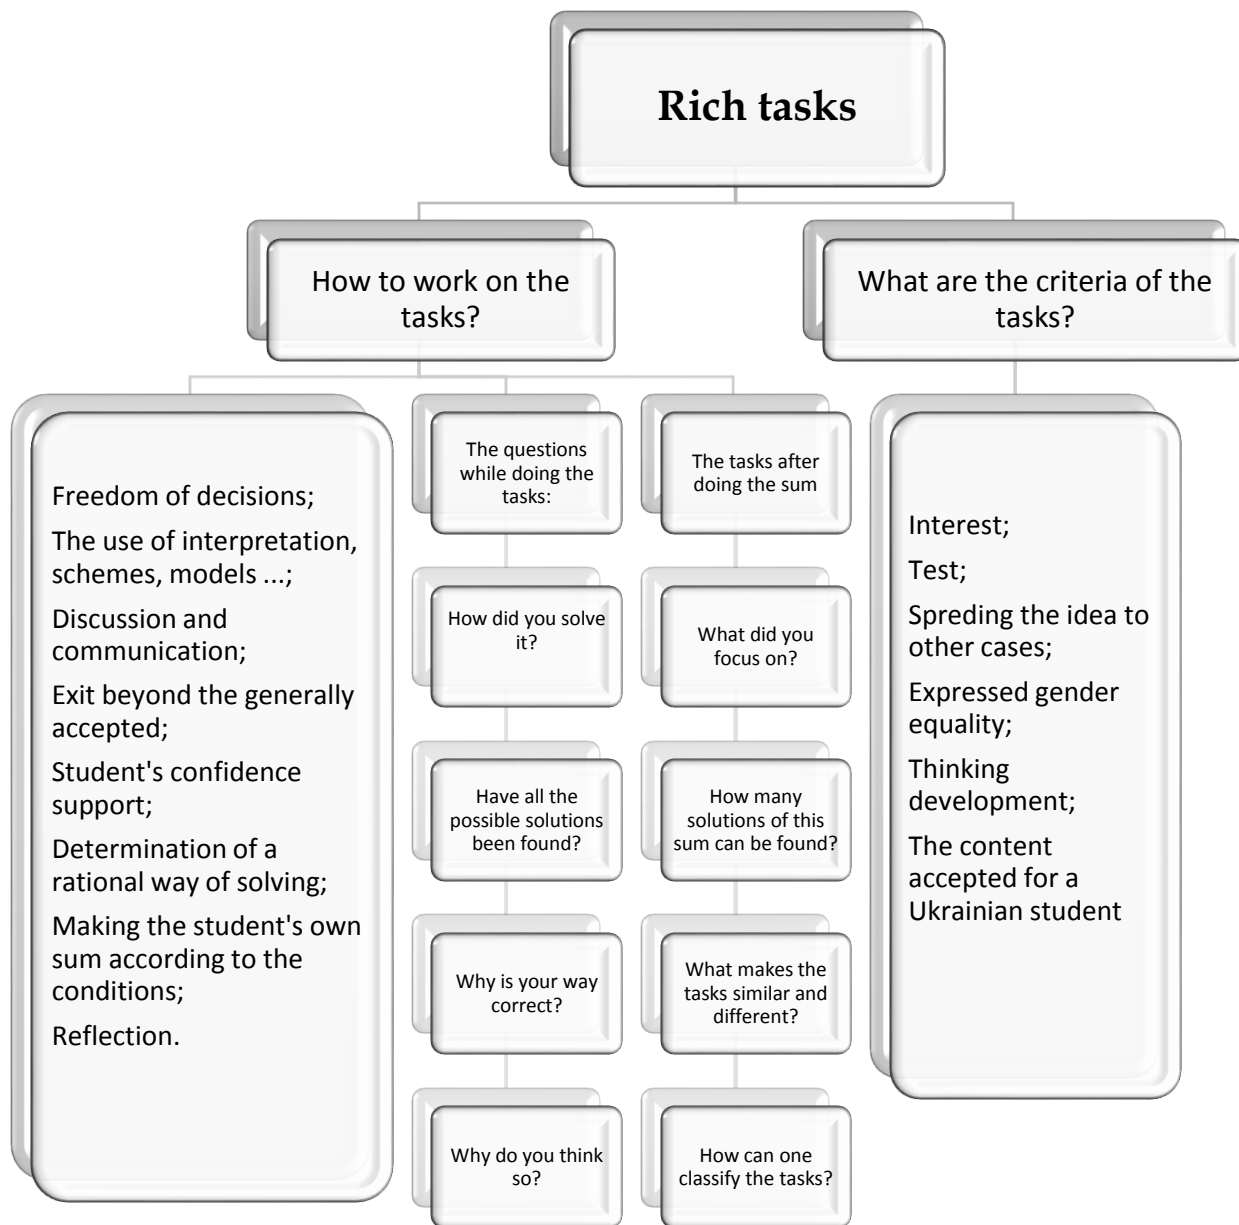 Rich tasks
How to work on the
tasks?
What are the criteria of the
tasks?
Freedom of decisions;
The use of interpretation,
schemes, models ...;
Discussion and
communication;
Exit beyond the generally
accepted;
Student's confidence
support;
Determination of a
rational way of solving;
Making the student's own
sum according to the
conditions;
Reflection.
The questions
while doing the
tasks:
How did you solve
it?
Have all the
possible solutions
been found?
Why is your way
correct?
Why do you think
so?
The tasks after
doing the sum
What did you
focus on?
How many
solutions of this
sum can be found?
What makes the
tasks similar and
different?
How can one
classify the tasks?
Interest;
Test;
Spreding the idea to
other cases;
Expressed gender
equality;
Thinking
development;
The content
accepted for a
Ukrainian student